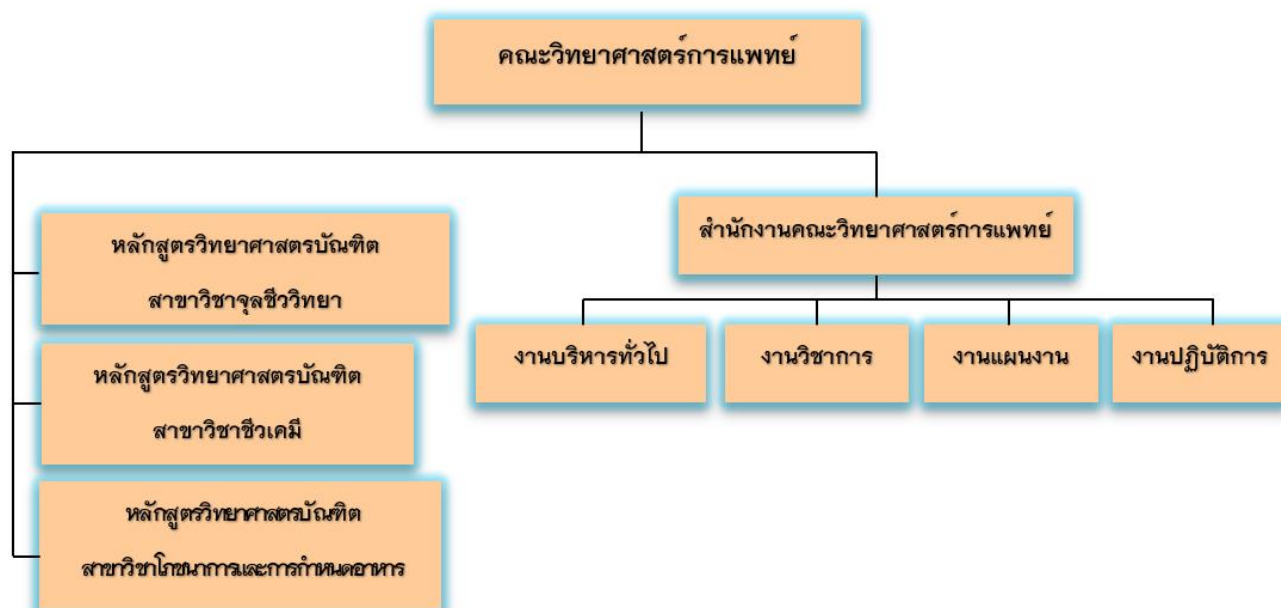 คณะวิทยาศาสตร์การแพทย์
หลักสูตรวิทยาศาสตรบัณฑิต
สาขาวิชาจุลชีววิทยา
หลักสูตรวิทยาศาสตรบัณฑิต
สาขาวิชาชีวเคมี
หลักสูตรวิทยาศาสตรบัณฑิต
สาขาวิชาโภชนาการและการกำหนดอาหาร
สำนักงานคณะวิทยาศาสตร์การแพทย์
งานบริหารทั่วไป
งานวิชาการ
งานแผนงาน
งานปฏิบัติการ